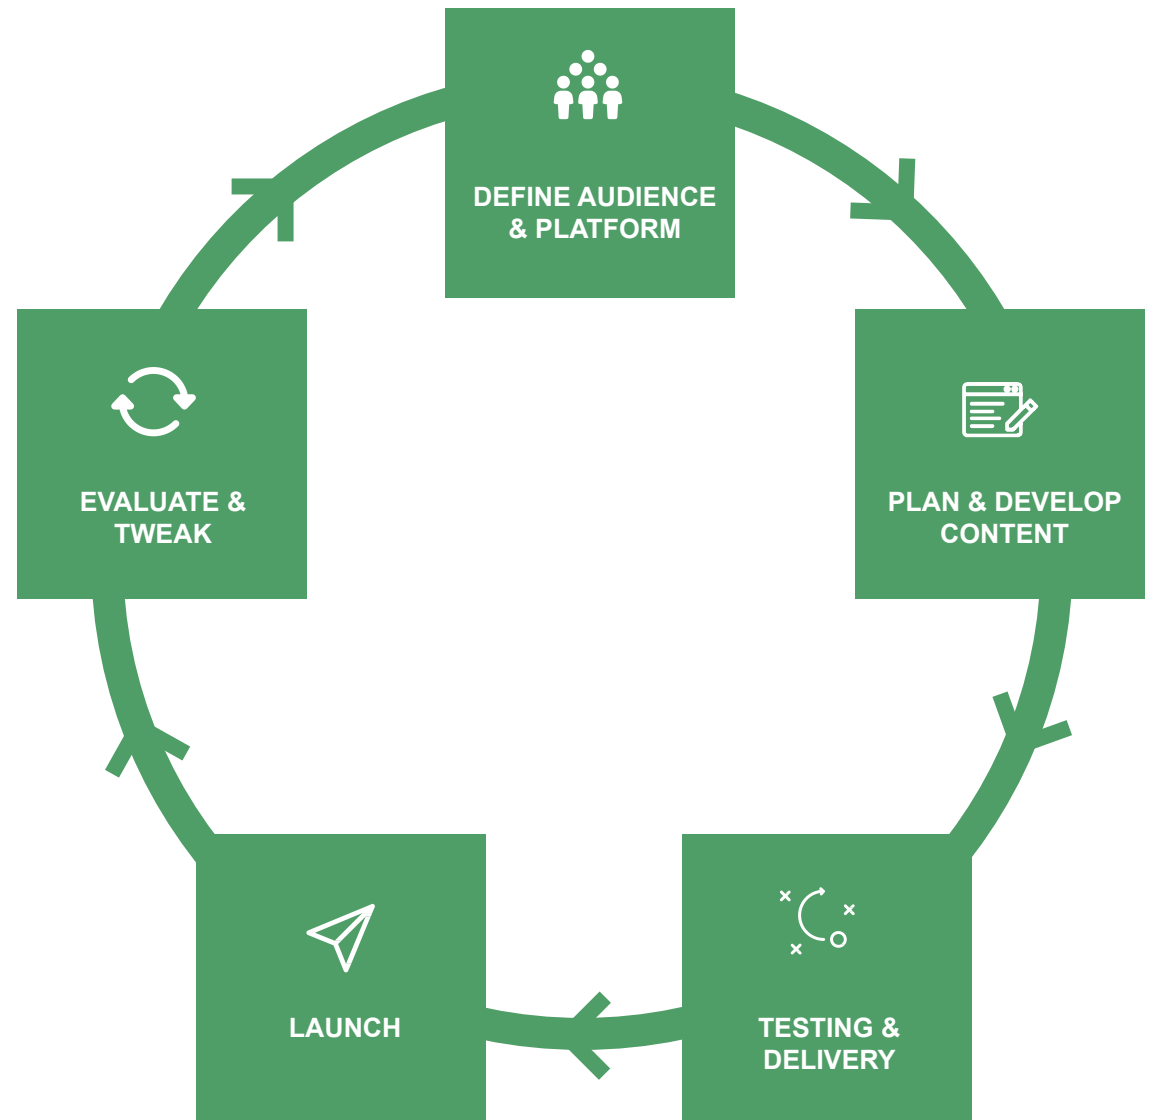 DEFINE AUDIENCE
& PLATFORM
PLAN & DEVELOP
CONTENT
TESTING &
DELIVERY
LAUNCH
EVALUATE &
TWEAK